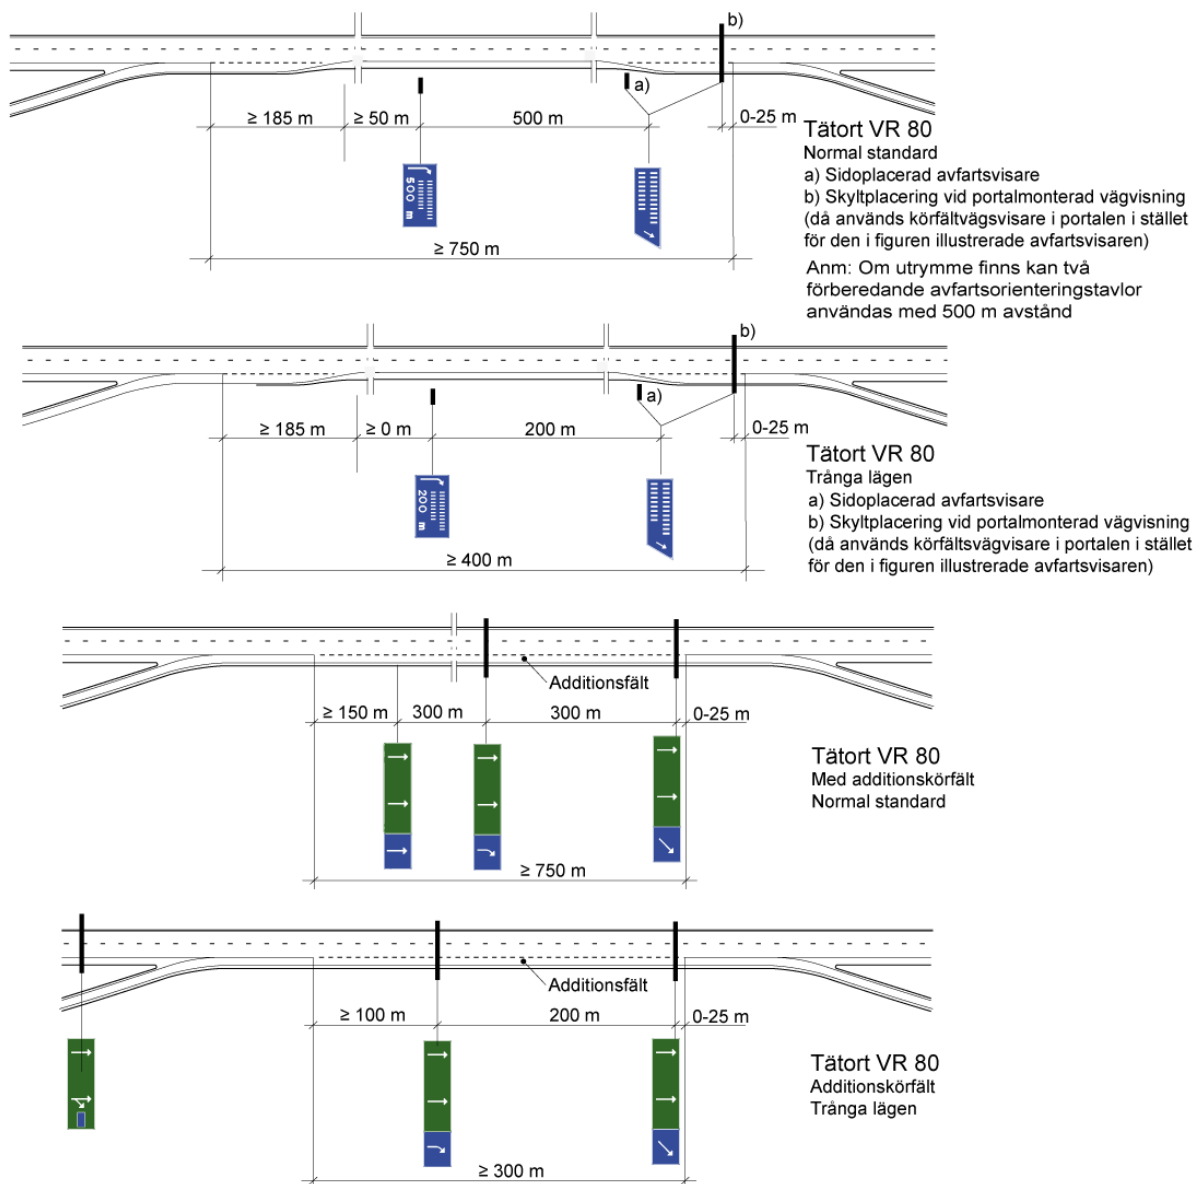 b)
a)
≥ 185 m
≥ 50 m
500 m
0-25 m
500 m
≥ 750 m
Tätort VR 80
Normal standard
a) Sidoplacerad avfartsvisare
b) Skyltplacering vid portalmonterad vägvisning
(då används körfältvägsvisare i portalen i stället
för den i figuren illustrerade avfartsvisaren)
Anm: Om utrymme finns kan två
förberedande avfartsorienteringstavlor
användas med 500 m avstånd
b)
a)
≥ 185 m
≥ 0 m
200 m
0-25 m
200 m
≥ 400 m
Tätort VR 80
Trånga lägen
a) Sidoplacerad avfartsvisare
b) Skyltplacering vid portalmonterad vägvisning
(då används körfältsvägvisare i portalen i stället
för den i figuren illustrerade avfartsvisaren)
Additionsfält
≥ 150 m
300 m
300 m
0-25 m
≥ 750 m
Tätort VR 80
Med additionskörfält
Normal standard
Additionsfält
≥ 100 m
200 m
0-25 m
≥ 300 m
Tätort VR 80
Additionskörfält
Trånga lägen